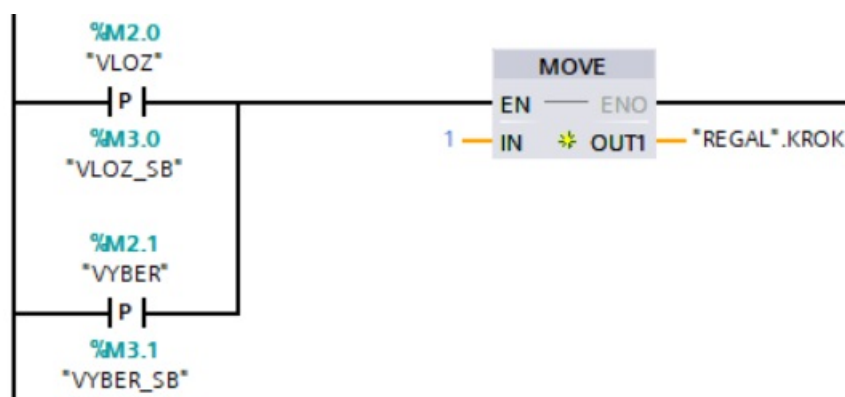 %M2.0
"VLOZ"
P
%M3.0
"VLOZ_SB"
%M2.1
"VYBER"
P
%M3.1
"VYBER_SB"
MOVE
EN ENO
1 IN OUT1 "REGAL".KROK